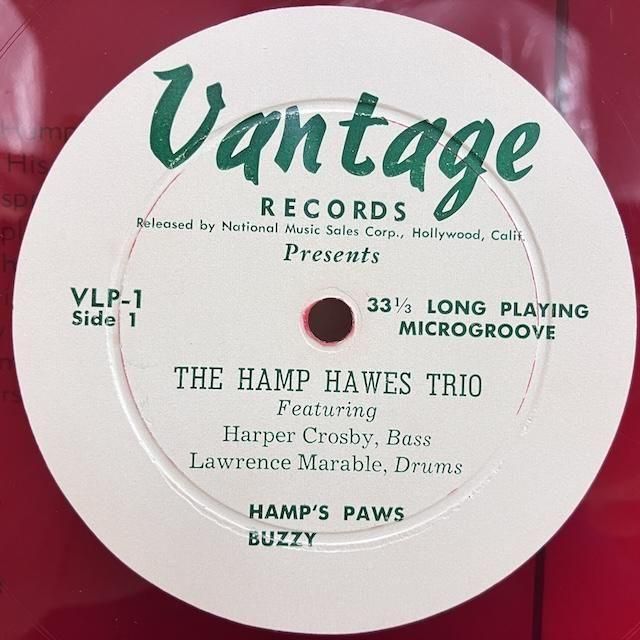 Vantage
RECORDS
Released by National Music Sales Corp., Hollywood, Calif.
Presents
VLP-1
Side 1
33⅓ LONG PLAYING
MICROGROOVE
THE HAMP HAWES TRIO
Featuring
Harper Crosby, Bass
Lawrence Marable, Drums
HAMP'S PAWS
BUZZY